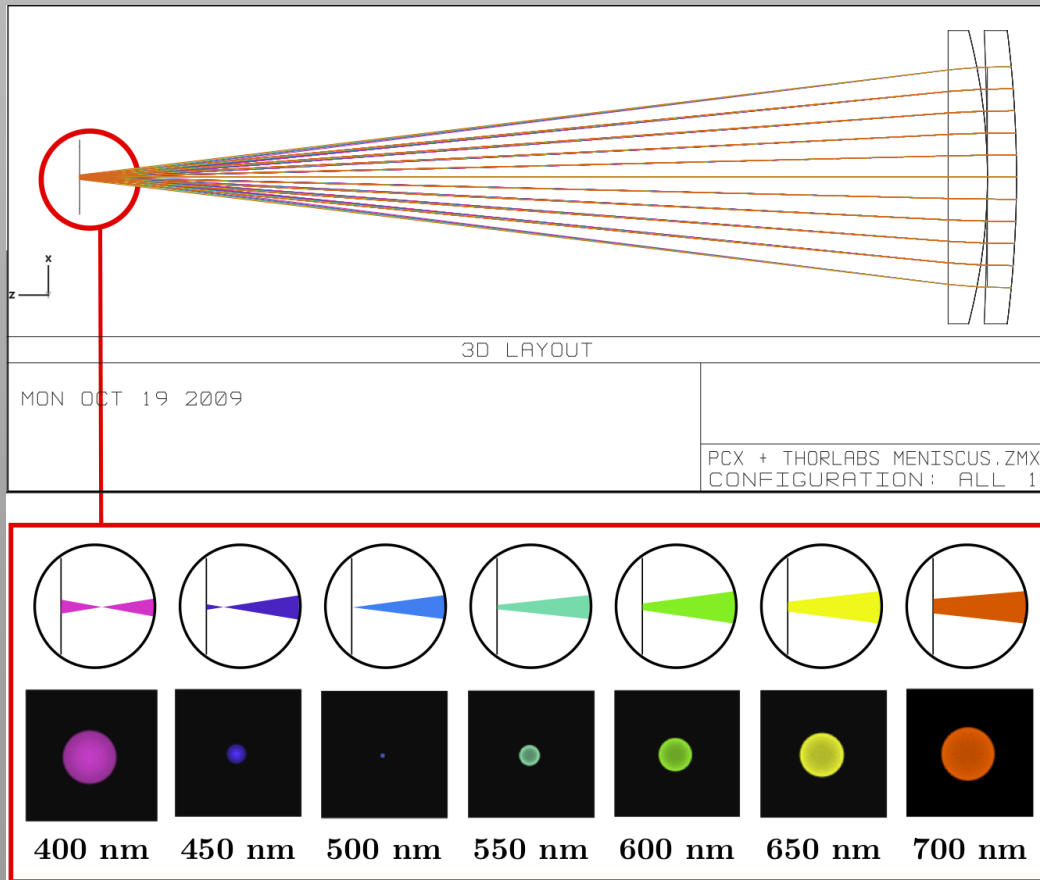 x
z
3D LAYOUT
MON OCT 19 2009
PCX + THORLABS MENISCUS.ZMX
CONFIGURATION: ALL 1
400 nm 450 nm 500 nm 550 nm 600 nm 650 nm 700 nm